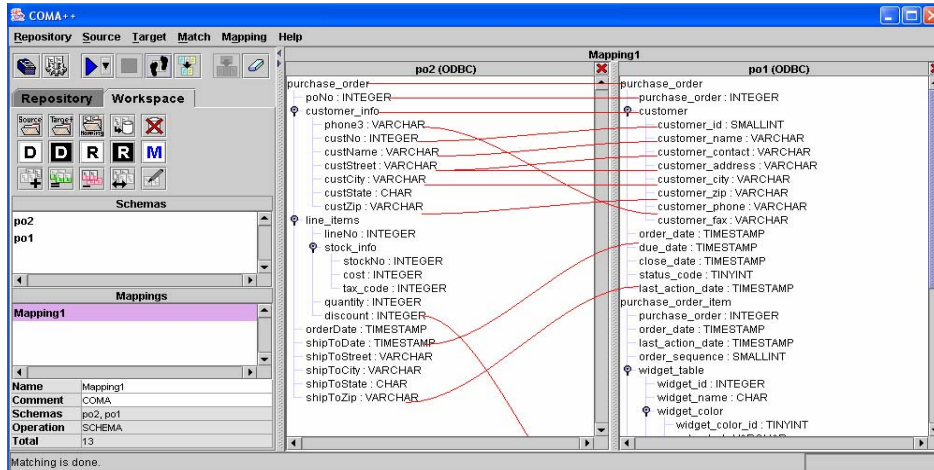 COMA++
Repository Source Target Match Mapping Help
Repository Workspace
Source Target
D D R R M
Schemas
po2
po1
Mappings
Mapping1
Name Mapping1
Comment COMA
Schemas po2, po1
Operation SCHEMA
Total 13
Matching is done.
Mapping1
po2 (ODBC)
purchase_order
poNo : INTEGER
customer_info
phone3 : VARCHAR
custNo : INTEGER
custName : VARCHAR
custStreet : VARCHAR
custCity : VARCHAR
custState : CHAR
custZip : VARCHAR
line_items
lineNo : INTEGER
stock_info
stockNo : INTEGER
cost : INTEGER
tax_code : INTEGER
quantity : INTEGER
discount : INTEGER
orderDate : TIMESTAMP
shipToDate : TIMESTAMP
shipToStreet : VARCHAR
shipToCity : VARCHAR
shipToState : CHAR
shipToZip : VARCHAR
po1 (ODBC)
purchase_order
purchase_order : INTEGER
customer
customer_id : SMALLINT
customer_name : VARCHAR
customer_contact : VARCHAR
customer_address : VARCHAR
customer_city : VARCHAR
customer_zip : VARCHAR
customer_phone : VARCHAR
customer_fax : VARCHAR
order_date : TIMESTAMP
due_date : TIMESTAMP
close_date : TIMESTAMP
status_code : TINYINT
last_action_date : TIMESTAMP
purchase_order_item
purchase_order : INTEGER
order_date : TIMESTAMP
last_action_date : TIMESTAMP
order_sequence : SMALLINT
widget_table
widget_id : INTEGER
widget_name : CHAR
widget_color
widget_color_id : TINYINT